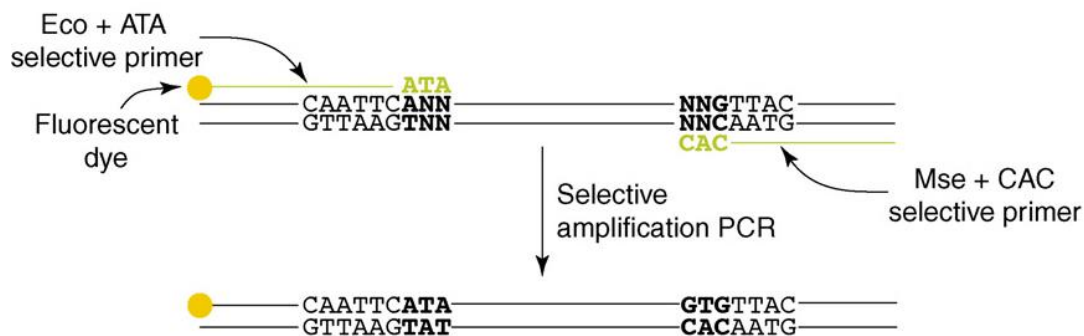 Eco + ATA
selective primer
ATA
CAATTCANN
NNGTTAC
GTTAAGTNN
NNCAATG
CAC
Fluorescent
dye
Mse + CAC
selective primer
Selective
amplification PCR
CAATTCATA
GTGTTAC
GTTAAGTAT
CACAATG